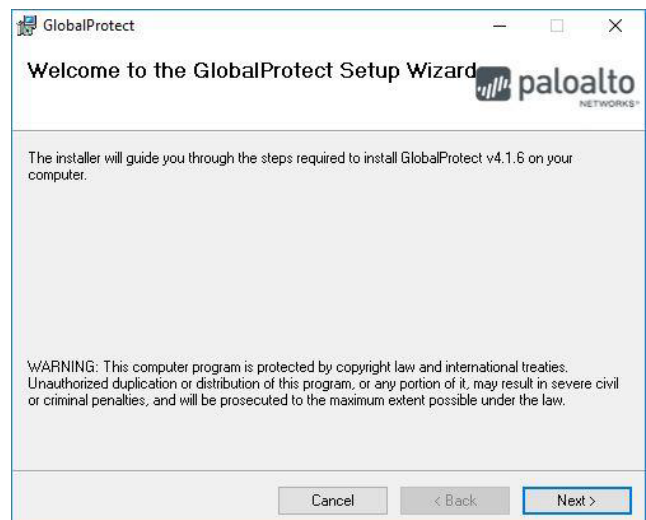 GlobalProtect
Welcome to the GlobalProtect Setup Wizard
paloalto
NETWORKS®
The installer will guide you through the steps required to install GlobalProtect v4.1.6 on your
computer.
WARNING: This computer program is protected by copyright law and international treaties.
Unauthorized duplication or distribution of this program, or any portion of it, may result in severe civil
or criminal penalties, and will be prosecuted to the maximum extent possible under the law.
Cancel
< Back
Next >